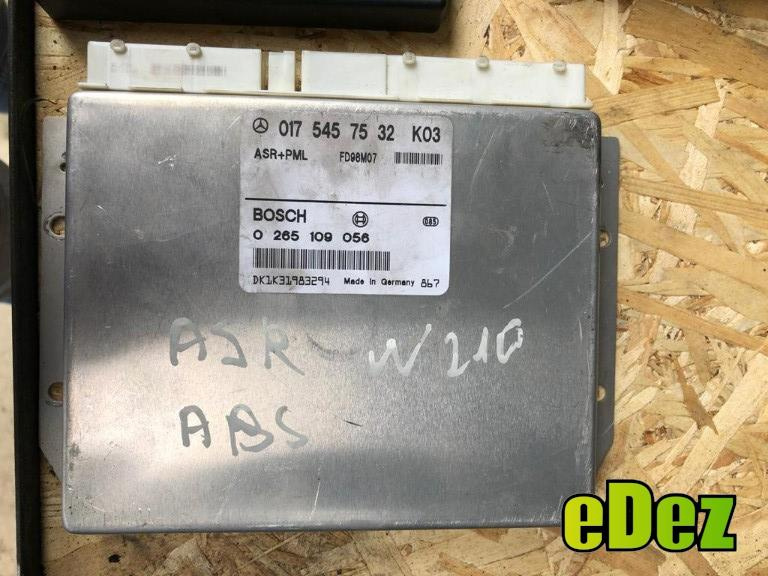 017 545 75 32 K03
ASR+PML FD98M07
BOSCH
0 265 109 056
DK1K31983294 Made in Germany 867
ASR W210
ABS
eDez